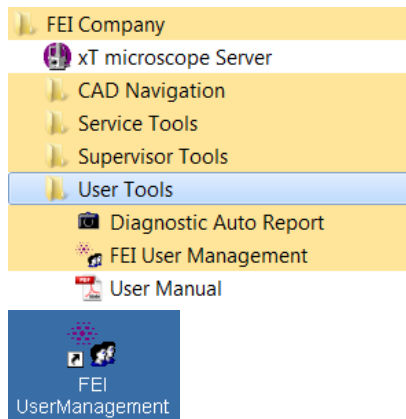 FEI Company
xT microscope Server
CAD Navigation
Service Tools
Supervisor Tools
User Tools
Diagnostic Auto Report
FEI User Management
User Manual
FEI
UserManagement